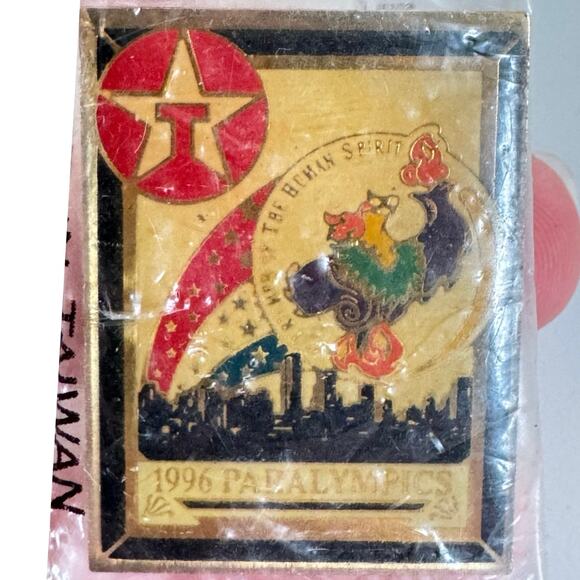 T
OF THE HUMAN SPIRIT
1996 PARALYMPICS
TAIWAN